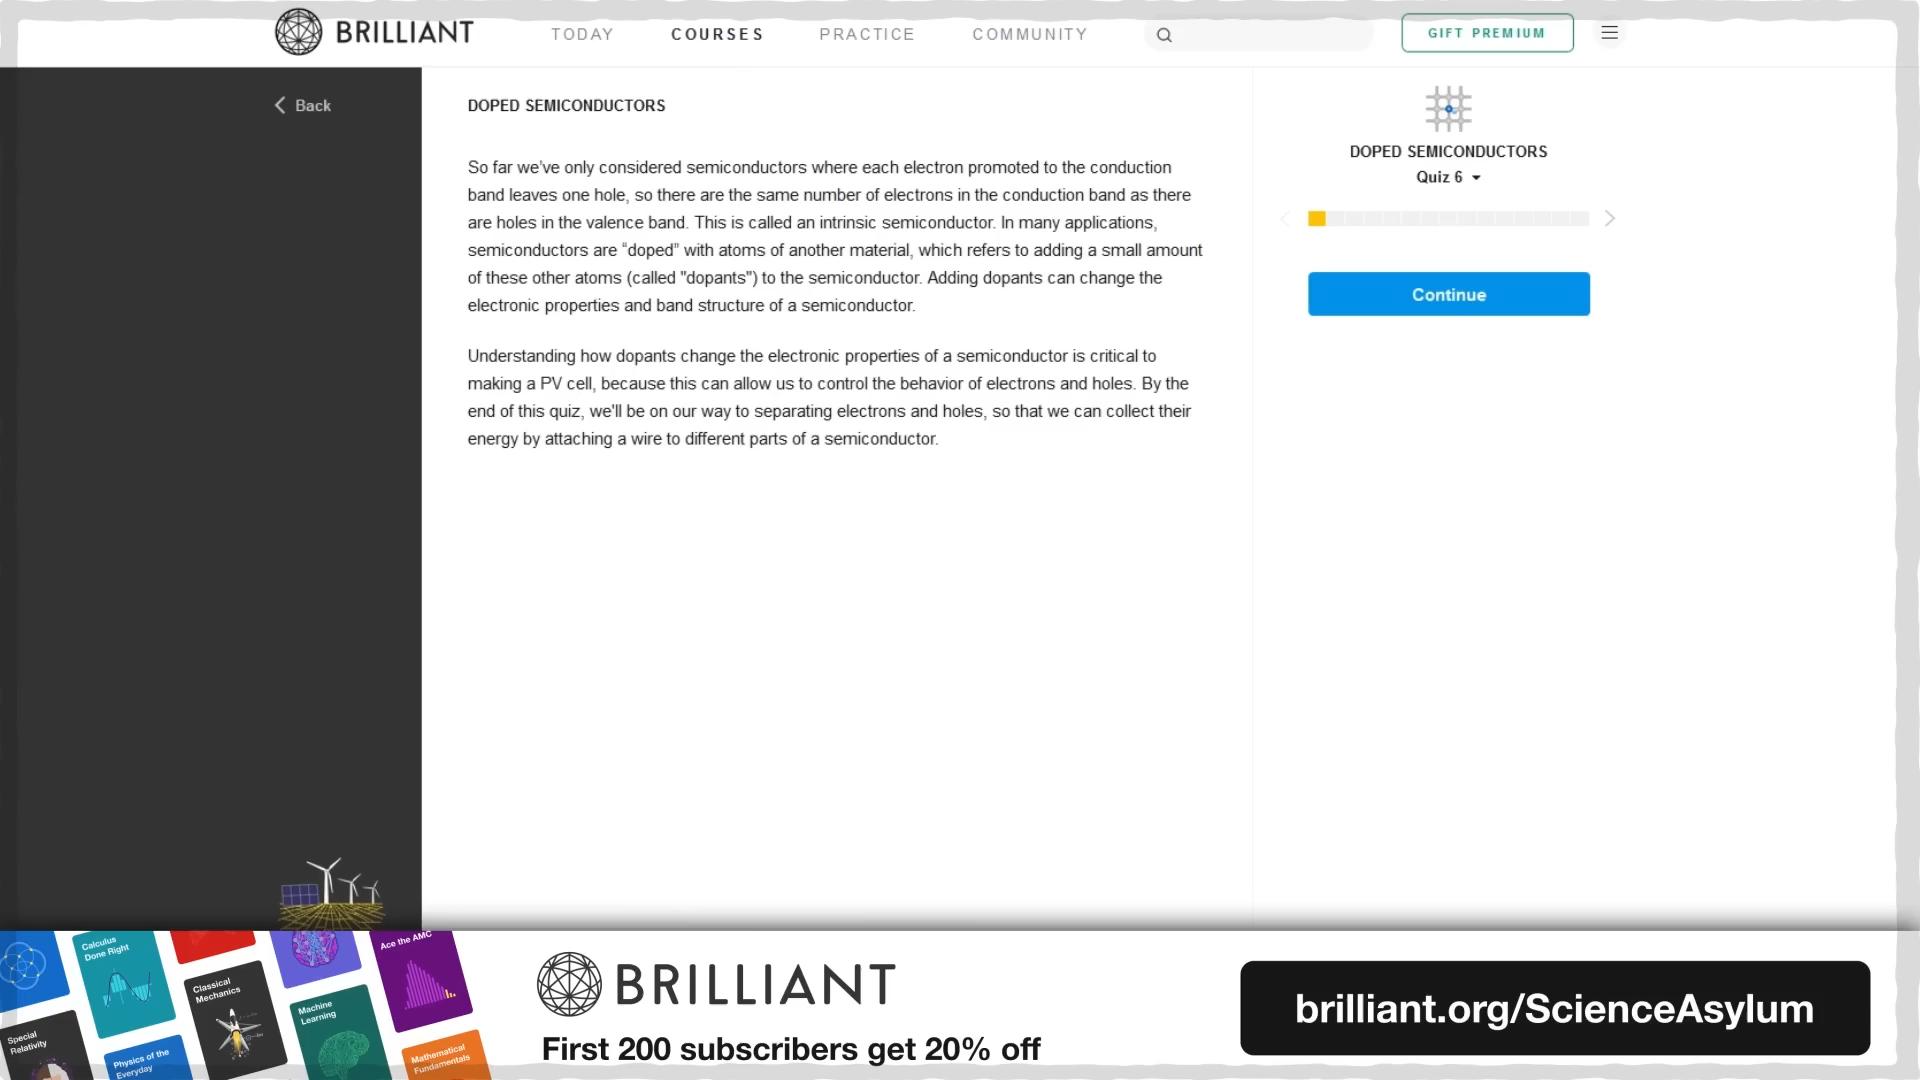 BRILLIANT
TODAY
COURSES
PRACTICE
COMMUNITY
GIFT PREMIUM
Back
DOPED SEMICONDUCTORS
So far we’ve only considered semiconductors where each electron promoted to the conduction
band leaves one hole, so there are the same number of electrons in the conduction band as there
are holes in the valence band. This is called an intrinsic semiconductor. In many applications,
semiconductors are “doped” with atoms of another material, which refers to adding a small amount
of these other atoms (called "dopants") to the semiconductor. Adding dopants can change the
electronic properties and band structure of a semiconductor.
Understanding how dopants change the electronic properties of a semiconductor is critical to
making a PV cell, because this can allow us to control the behavior of electrons and holes. By the
end of this quiz, we'll be on our way to separating electrons and holes, so that we can collect their
energy by attaching a wire to different parts of a semiconductor.
DOPED SEMICONDUCTORS
Quiz 6
Continue
Calculus
Done Right
Ace the AMC
Classical
Mechanics
Machine
Learning
Special
Relativity
Physics of the
Everyday
Mathematical
Fundamentals
BRILLIANT
First 200 subscribers get 20% off
brilliant.org/ScienceAsylum